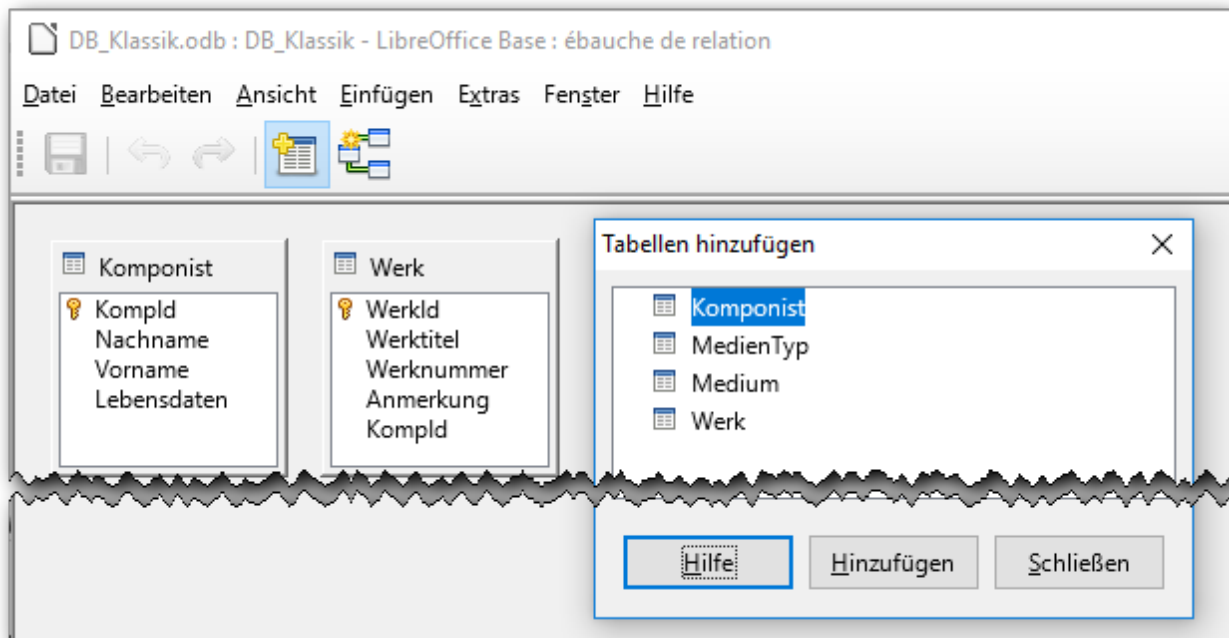 DB_Klassik.odb : DB_Klassik - LibreOffice Base : ébauche de relation
Datei Bearbeiten Ansicht Einfügen Extras Fenster Hilfe
Komponist
KompId
Nachname
Vorname
Lebensdaten
Werk
WerkId
Werktitel
Werknummer
Anmerkung
KompId
Tabellen hinzufügen
Komponist
MedienTyp
Medium
Werk
Hilfe Hinzufügen Schließen